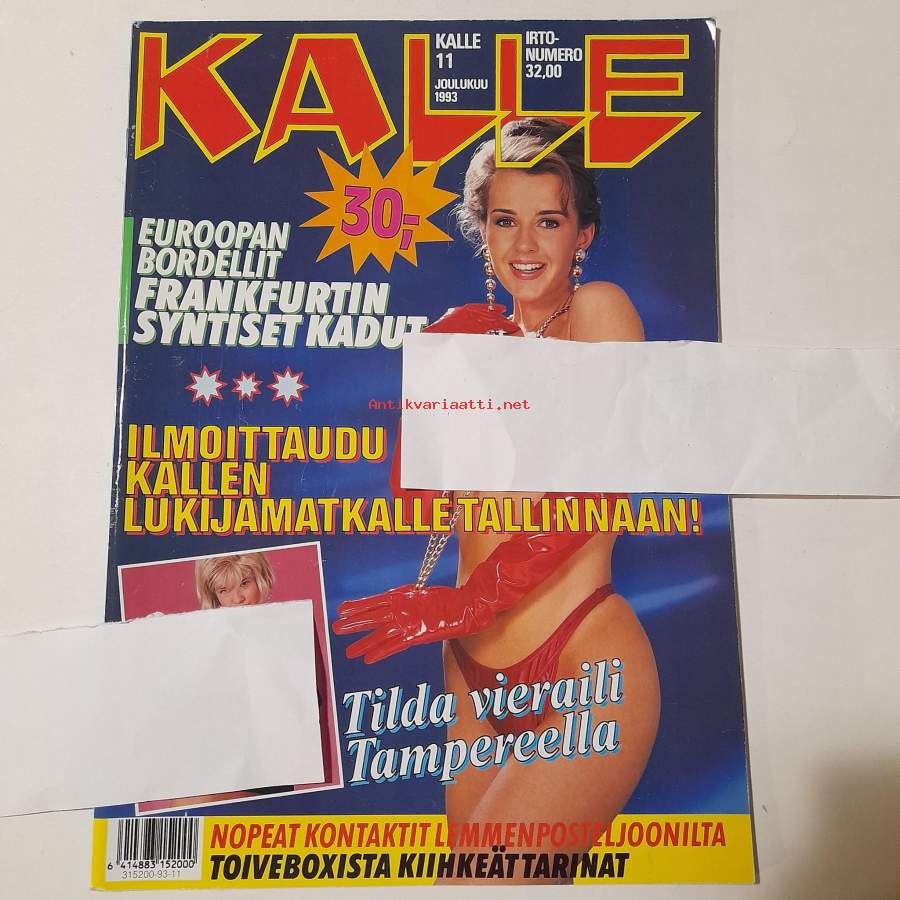 KALLE
KALLE
11
JOULUKUU
1993
IRTO-
NUMERO
32,00
30,-
EUROOPAN
BORDELLIT
FRANKFURTIN
SYNTISET KADUT
Antikvariaatti.net
ILMOITTAUDU
KALLEN
LUKIJAMATKALLE TALLINNAAN!
Tilda vieraili
Tampereella
NOPEAT KONTAKTIT LEMMENPOSTELJOONILTA
TOIVEBOXISTA KIIHKEÄT TARINAT
6 414883 152000
315200-93-11